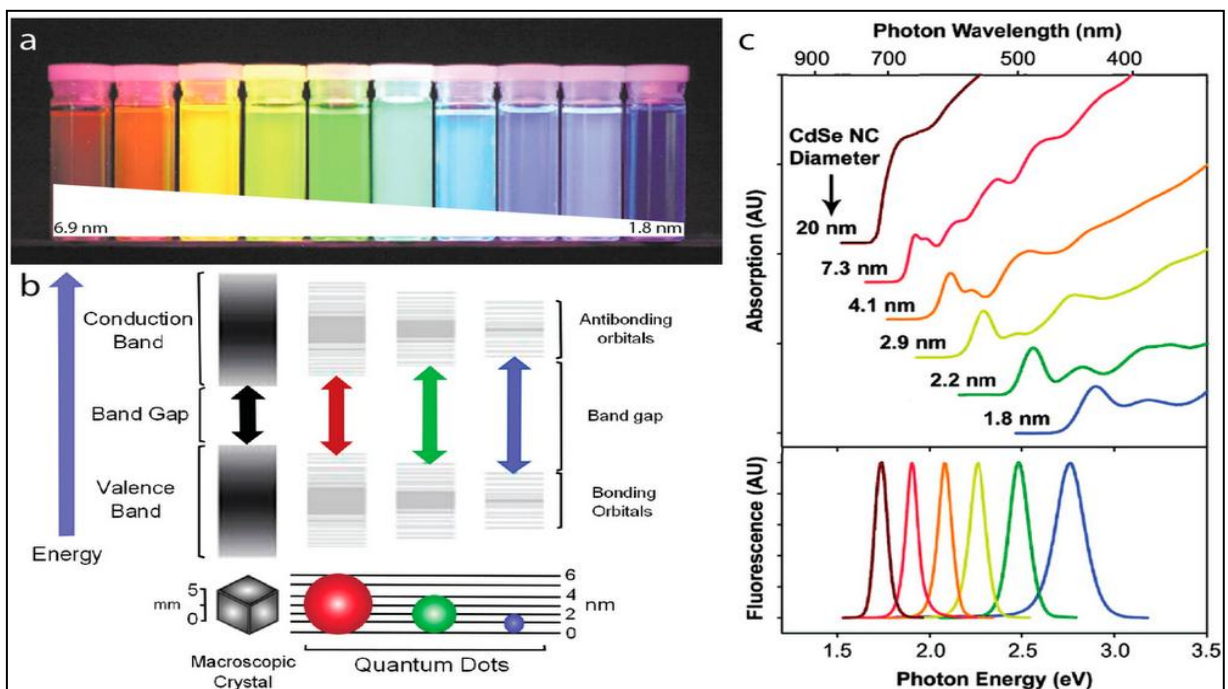 a
6.9 nm
1.8 nm
b
Conduction
Band
Band Gap
Valence
Band
Energy
Antibonding
orbitals
Band gap
Bonding
Orbitals
5
mm
0
6
4
nm
2
0
Macroscopic
Crystal
Quantum Dots
c
Photon Wavelength (nm)
900 700 500 400
CdSe NC
Diameter
20 nm
7.3 nm
4.1 nm
2.9 nm
2.2 nm
1.8 nm
Absorption (AU)
Fluorescence (AU)
1.5 2.0 2.5 3.0 3.5
Photon Energy (eV)